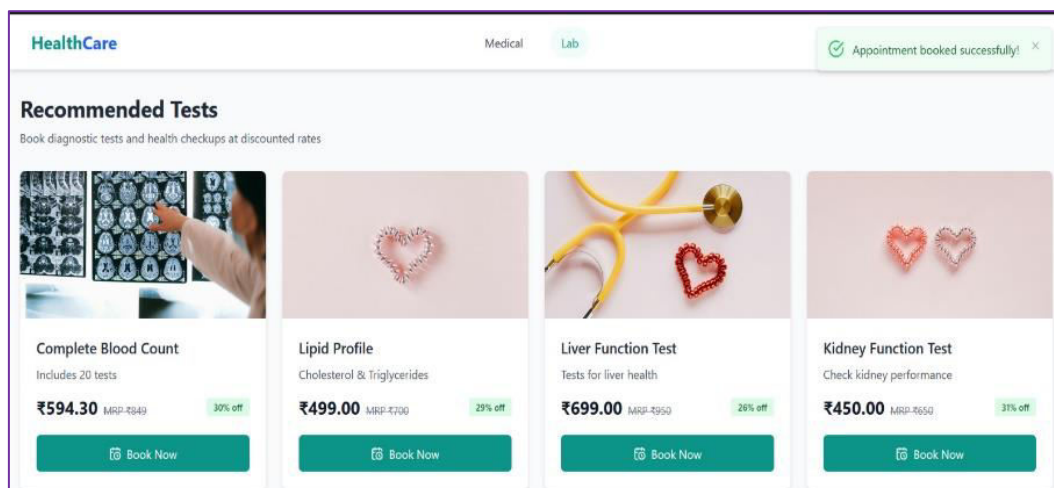 HealthCare
Medical
Lab
Appointment booked successfully!
Recommended Tests
Book diagnostic tests and health checkups at discounted rates
Complete Blood Count
Includes 20 tests
₹594.30 MRP ₹849 30% off
Book Now
Lipid Profile
Cholesterol & Triglycerides
₹499.00 MRP ₹700 29% off
Book Now
Liver Function Test
Tests for liver health
₹699.00 MRP ₹950 26% off
Book Now
Kidney Function Test
Check kidney performance
₹450.00 MRP ₹650 31% off
Book Now